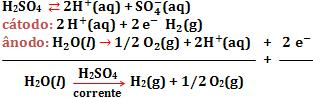 H₂SO₄ ⇄ 2H⁺(aq) + SO₄⁻(aq)
cátodo: 2 H⁺(aq) + 2 e⁻ H₂(g)
ânodo: H₂O(l) → 1/2 O₂(g) + 2H⁺(aq) + 2 e⁻
H₂O(l) H₂SO₄ corrente H₂(g) + 1/2 O₂(g)